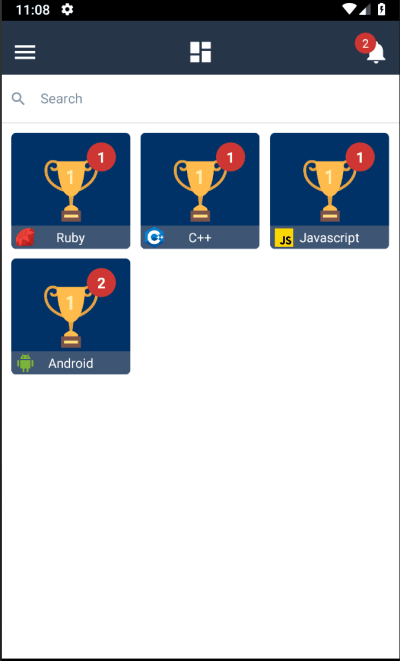 11:08
2
Search
1 1 1
1 1 1
Ruby C++ JS Javascript
2
1
Android